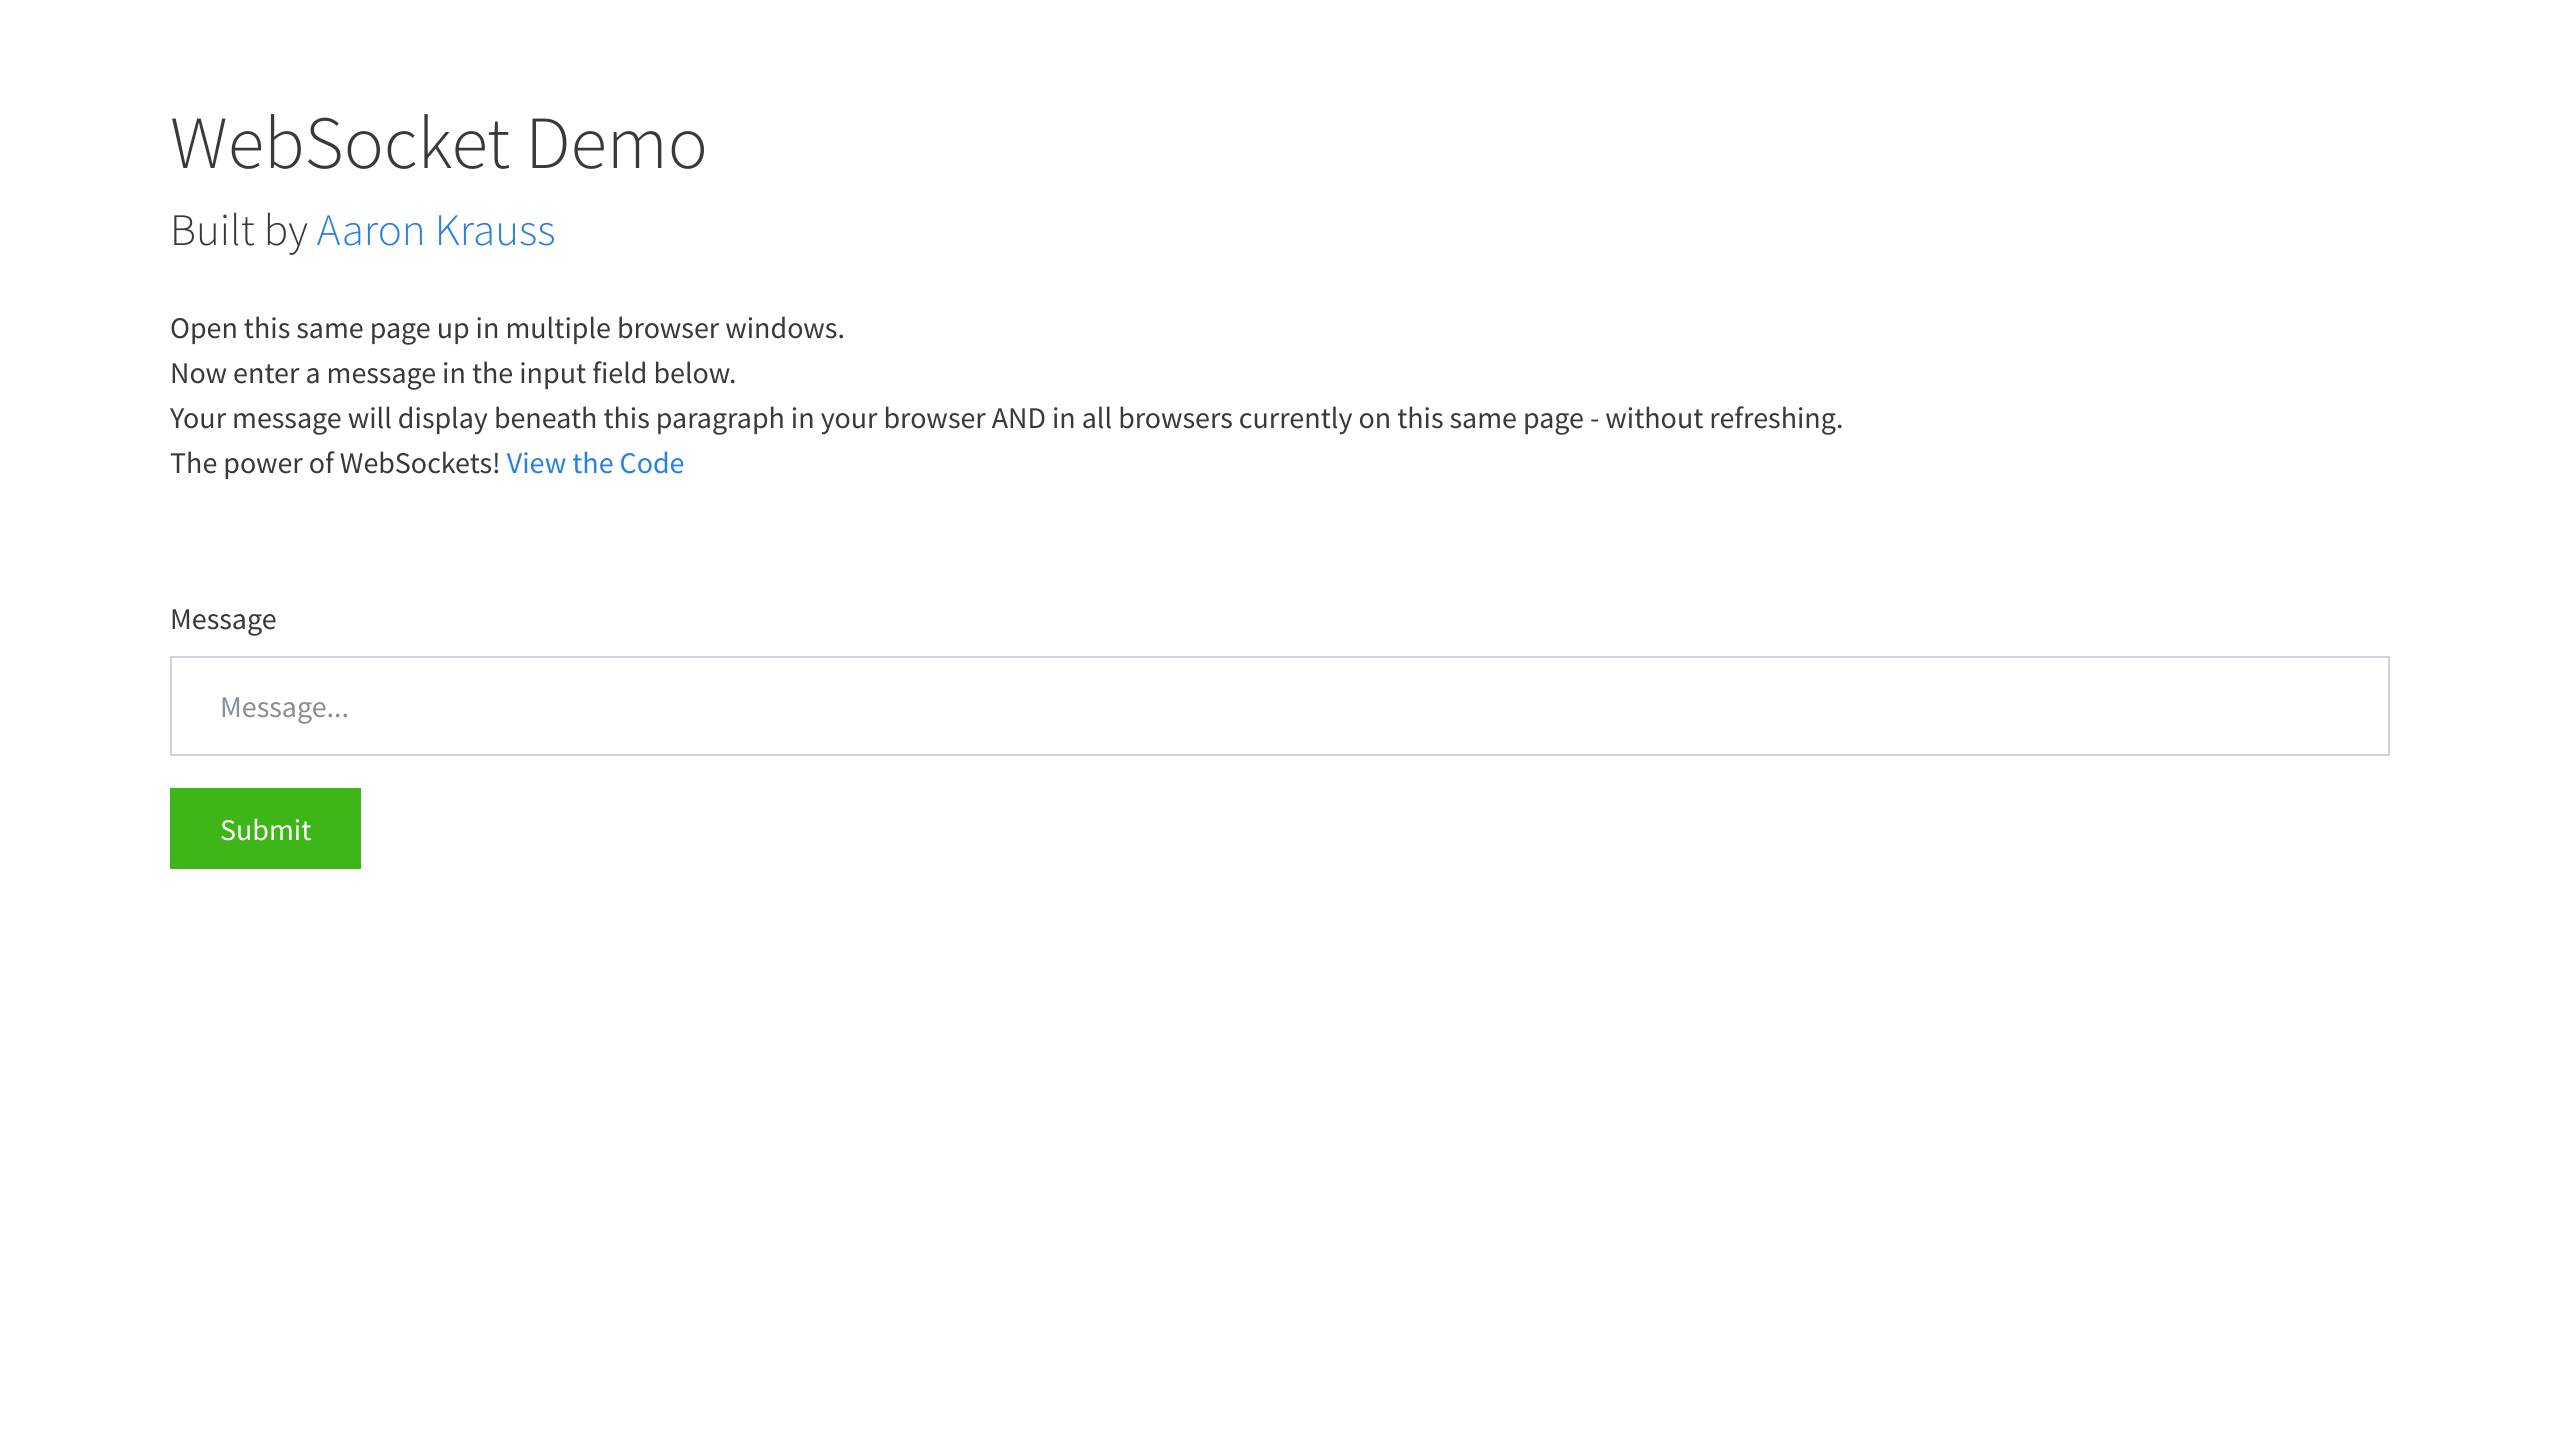 WebSocket Demo
Built by Aaron Krauss
Open this same page up in multiple browser windows.
Now enter a message in the input field below.
Your message will display beneath this paragraph in your browser AND in all browsers currently on this same page - without refreshing.
The power of WebSockets! View the Code
Message
Message...
Submit